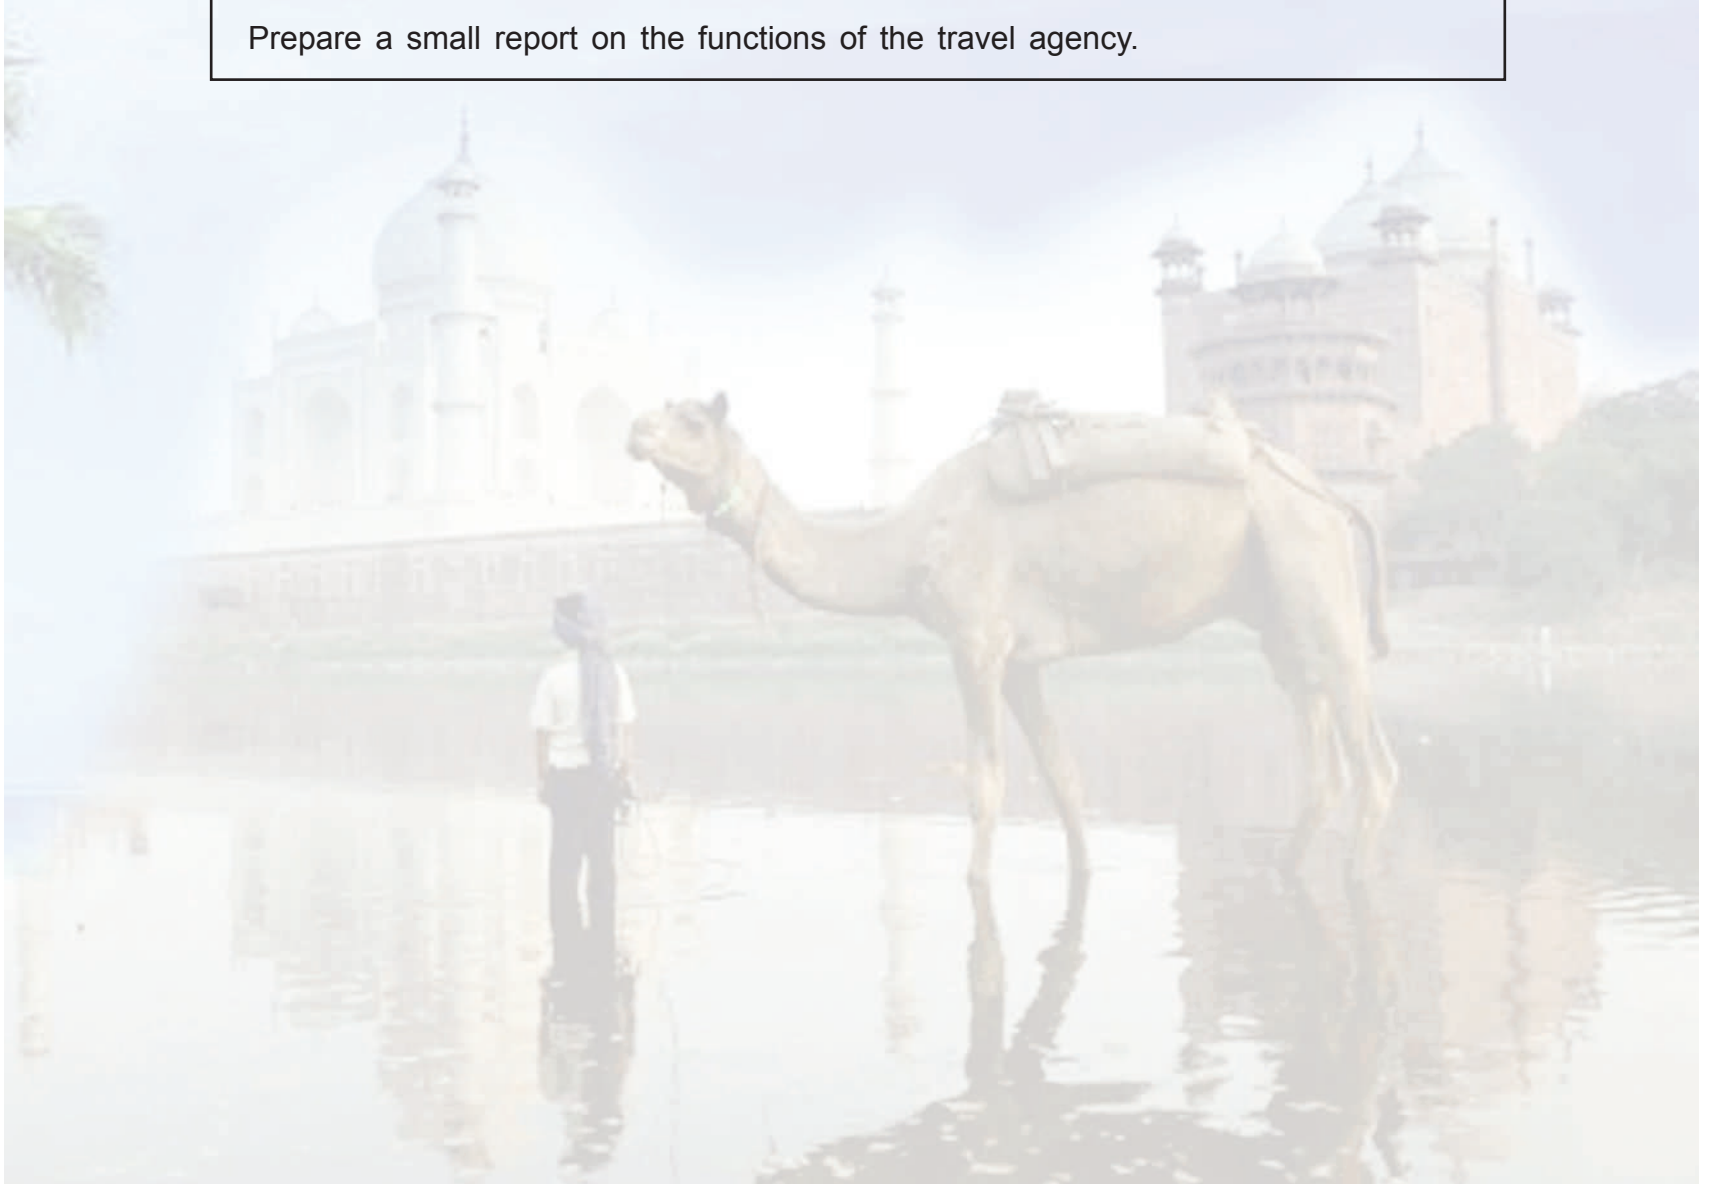 Prepare a small report on the functions of the travel agency.